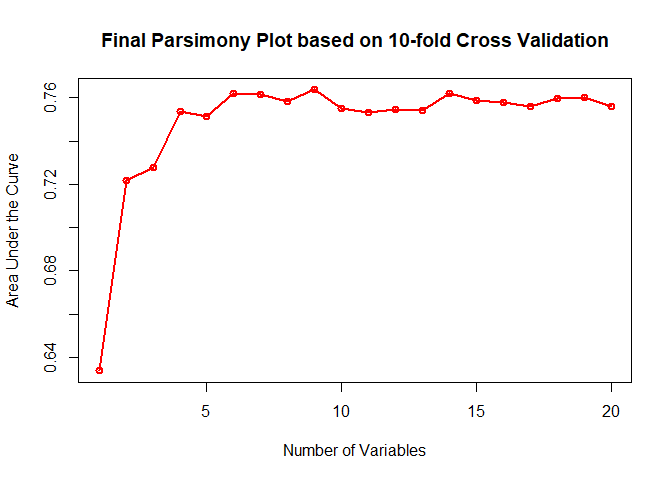 Final Parsimony Plot based on 10-fold Cross Validation
Area Under the Curve
0.76
0.72
0.68
0.64
5 10 15 20
Number of Variables